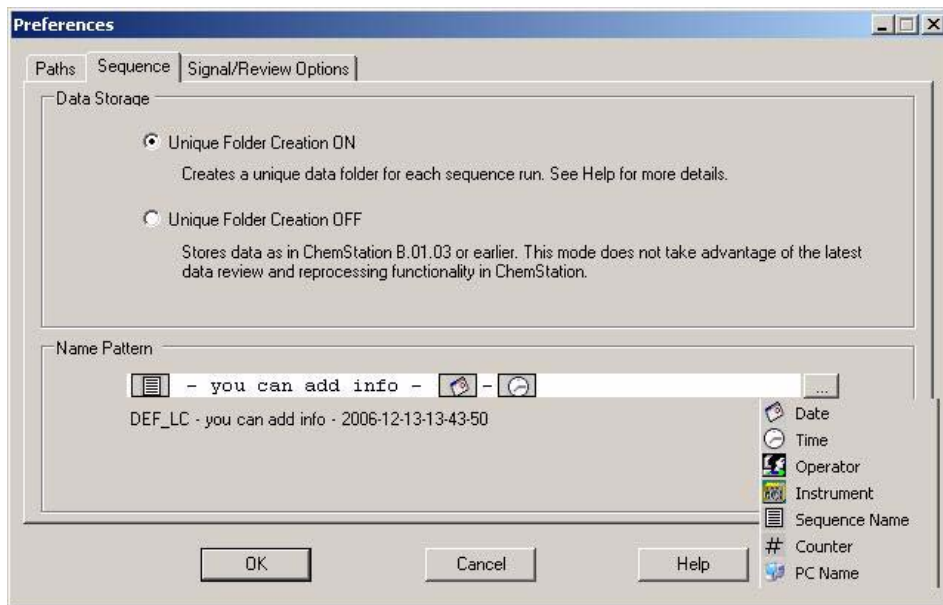 Preferences
Paths Sequence Signal/Review Options
Data Storage
Unique Folder Creation ON
Creates a unique data folder for each sequence run. See Help for more details.
Unique Folder Creation OFF
Stores data as in ChemStation B.01.03 or earlier. This mode does not take advantage of the latest
data review and reprocessing functionality in ChemStation.
Name Pattern
- you can add info - -
...
DEF_LC - you can add info - 2006-12-13-13-43-50
Date
Time
Operator
Instrument
Sequence Name
# Counter
PC Name
OK Cancel Help